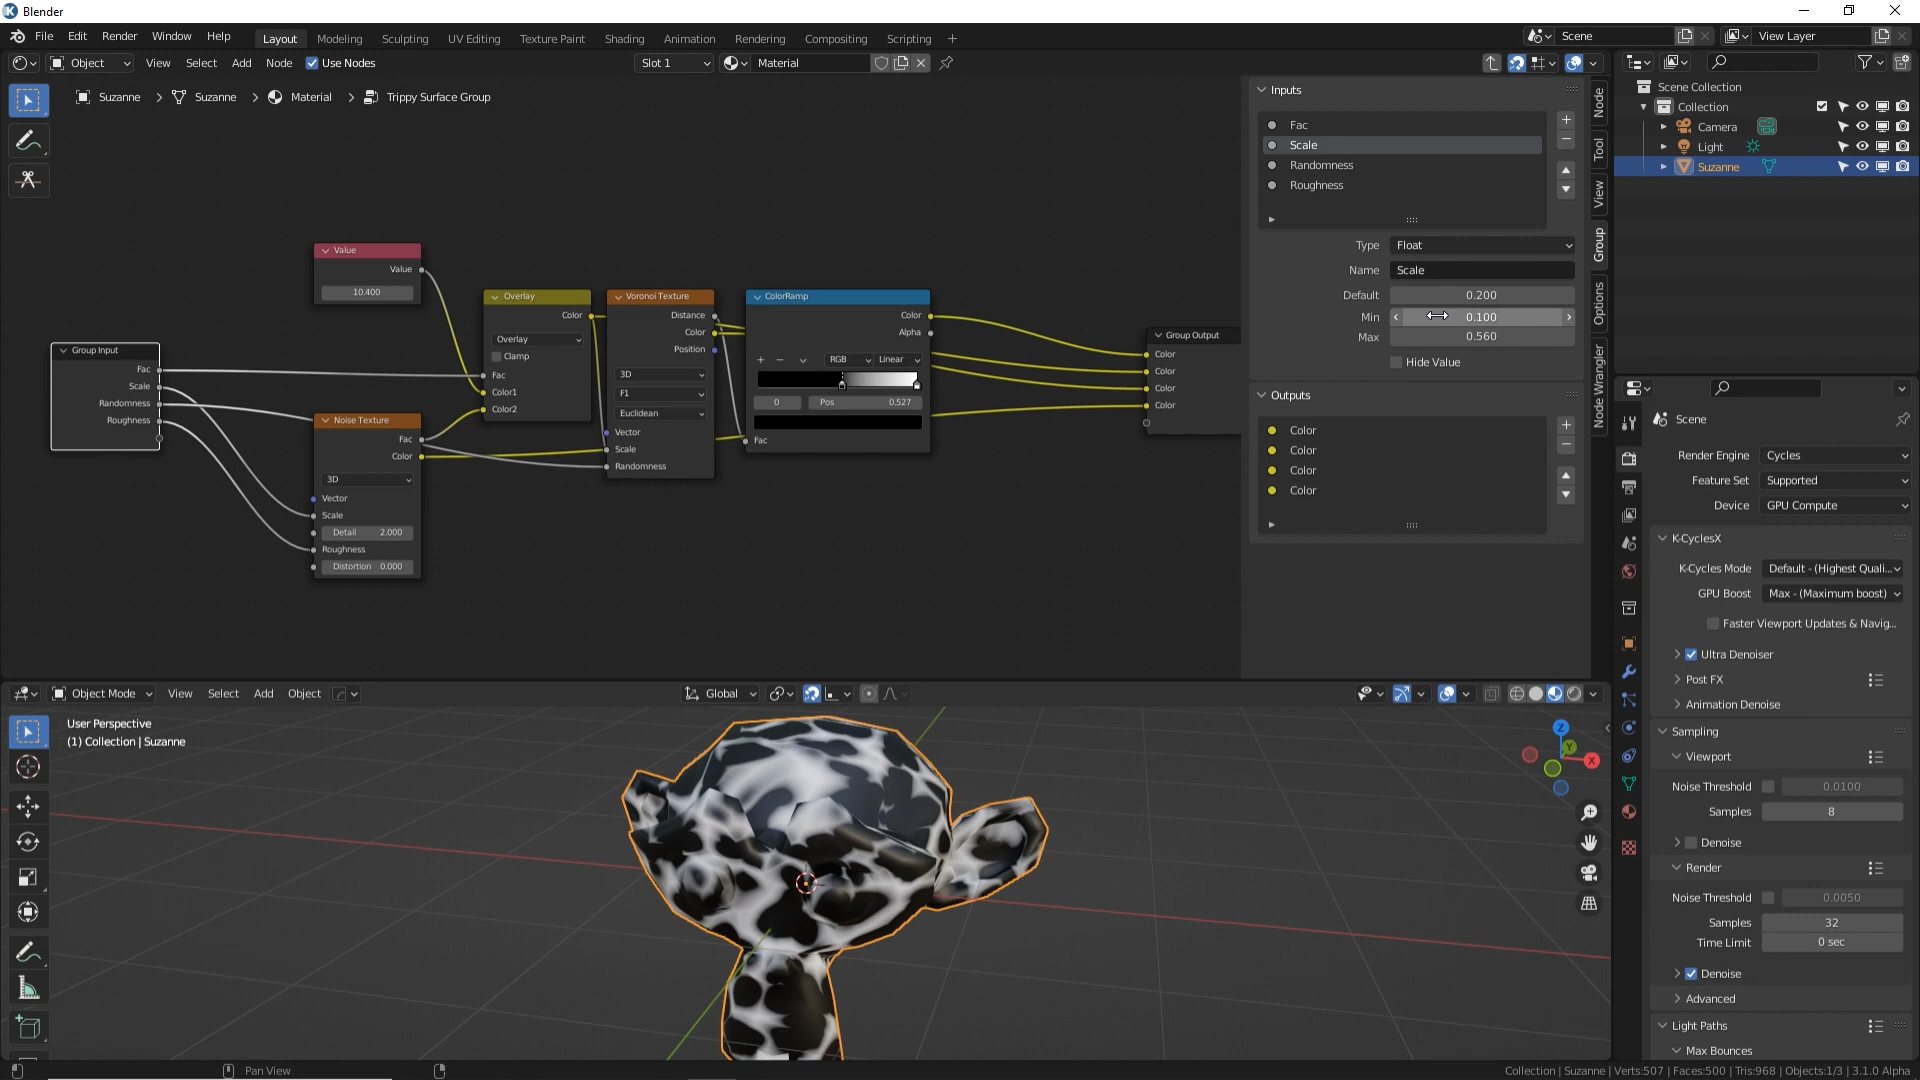 Blender
File Edit Render Window Help Layout Modeling Sculpting UV Editing Texture Paint Shading Animation Rendering Compositing Scripting + Scene View Layer
Object View Select Add Node Use Nodes Slot 1 Material
Suzanne > Suzanne > Material > Trippy Surface Group
Value
Value
10.400
Group Input
Fac
Scale
Randomness
Roughness
Noise Texture
Fac
Color
3D
Vector
Scale
Detail 2.000
Roughness
Distortion 0.000
Overlay
Color
Overlay
Clamp
Fac
Color1
Color2
Voronoi Texture
Distance
Color
Position
3D
F1
Euclidean
Vector
Scale
Randomness
ColorRamp
Color
Alpha
+ − RGB Linear
0 Pos 0.527
Fac
Group Output
Color
Color
Color
Color
Inputs
Fac
Scale
Randomness
Roughness
Type Float
Name Scale
Default 0.200
Min 0.100
Max 0.560
Hide Value
Outputs
Color
Color
Color
Color
Node
Tool
View
Group
Options
Node Wrangler
Scene Collection
Collection
Camera
Light
Suzanne
Scene
Render Engine Cycles
Feature Set Supported
Device GPU Compute
K-CyclesX
K-Cycles Mode Default - (Highest Quali...
GPU Boost Max - (Maximum boost)
Faster Viewport Updates & Navig...
Ultra Denoiser
Post FX
Animation Denoise
Sampling
Viewport
Noise Threshold 0.0100
Samples 8
Denoise
Render
Noise Threshold 0.0050
Samples 32
Time Limit 0 sec
Denoise
Advanced
Light Paths
Max Bounces
Object Mode View Select Add Object Global
User Perspective
(1) Collection | Suzanne
Z
Y
X
Pan View
Collection | Suzanne | Verts:507 | Faces:500 | Tris:968 | Objects:1/3 | 3.1.0 Alpha